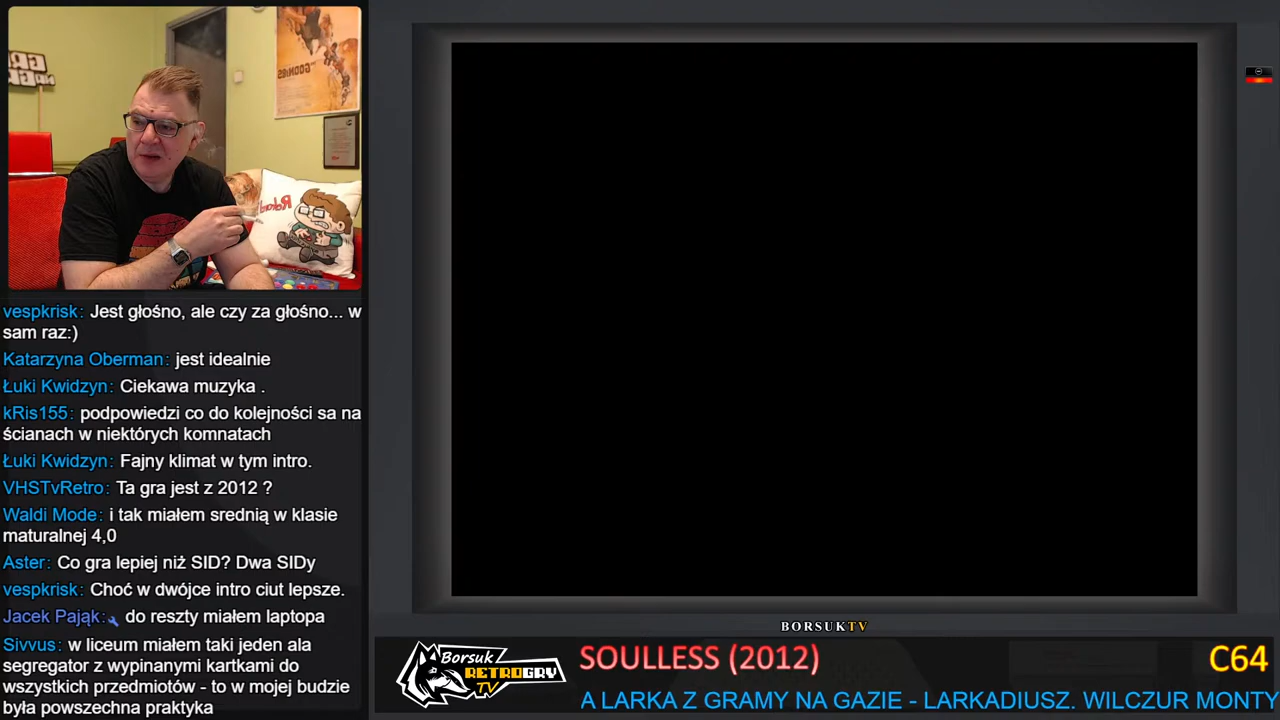 GOONIES
Rafał
vespkrisk: Jest głośno, ale czy za głośno... w
sam raz:)
Katarzyna Oberman: jest idealnie
Łuki Kwidzyn: Ciekawa muzyka .
kRis155: podpowiedzi co do kolejności sa na
ścianach w niektórych komnatach
Łuki Kwidzyn: Fajny klimat w tym intro.
VHSTvRetro: Ta gra jest z 2012 ?
Waldi Mode: i tak miałem srednią w klasie
maturalnej 4,0
Aster: Co gra lepiej niż SID? Dwa SIDy
vespkrisk: Choć w dwójce intro ciut lepsze.
Jacek Pająk: do reszty miałem laptopa
Sivvus: w liceum miałem taki jeden ala
segregator z wypinanymi kartkami do
wszystkich przedmiotów - to w mojej budzie
była powszechna praktyka
BORSUKTV
Borsuk
RETROGRY
TV
SOULLESS (2012)
C64
A LARKA Z GRAMY NA GAZIE - LARKADIUSZ. WILCZUR MONTY